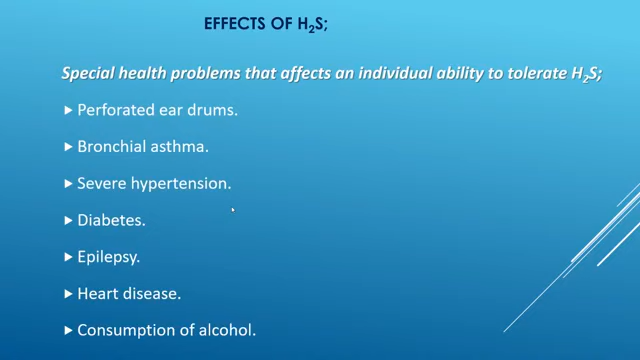 EFFECTS OF H₂S;
Special health problems that affects an individual ability to tolerate H₂S;
Perforated ear drums.
Bronchial asthma.
Severe hypertension.
Diabetes.
Epilepsy.
Heart disease.
Consumption of alcohol.